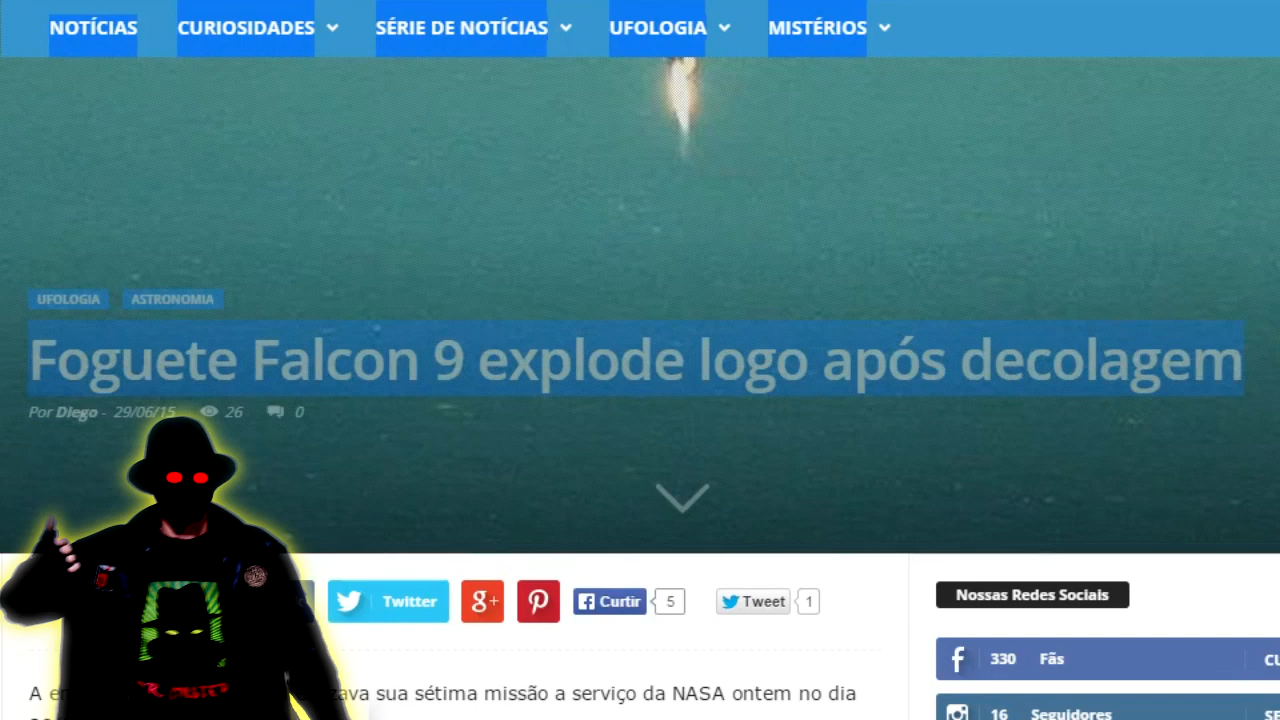 NOTÍCIAS CURIOSIDADES SÉRIE DE NOTÍCIAS UFOLOGIA MISTÉRIOS
UFOLOGIA ASTRONOMIA
Foguete Falcon 9 explode logo após decolagem
Por Diego - 29/06/15 26 0
Twitter g+ Curtir 5 Tweet 1
Nossas Redes Sociais
330 Fãs
A sua sétima missão a serviço da NASA ontem no dia
16 Seguidores